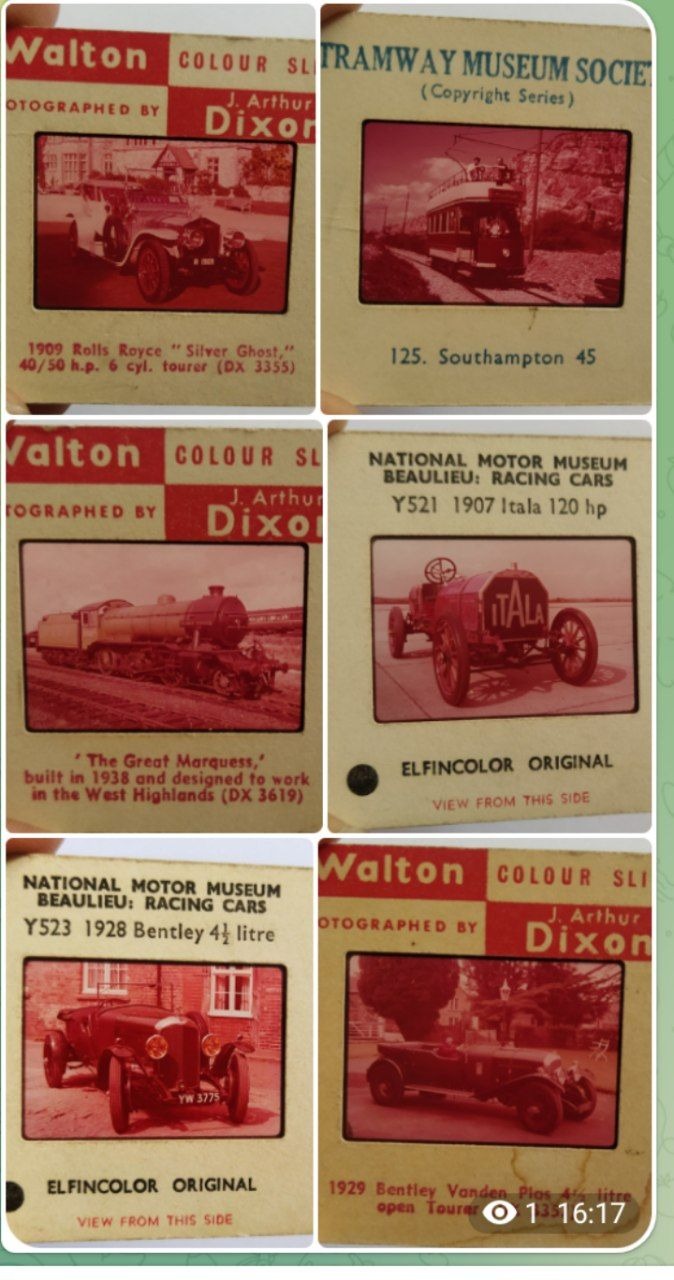 Walton COLOUR SLI
OTOGRAPHED BY J. Arthur
Dixon
R 1909
1909 Rolls Royce "Silver Ghost,"
40/50 h.p. 6 cyl. tourer (DX 3355)
TRAMWAY MUSEUM SOCIET
(Copyright Series)
125. Southampton 45
Walton COLOUR SL
TOGRAPHED BY J. Arthur
Dixon
'The Great Marquess,'
built in 1938 and designed to work
in the West Highlands (DX 3619)
NATIONAL MOTOR MUSEUM
BEAULIEU: RACING CARS
Y521 1907 Itala 120 hp
ITALA
ELFINCOLOR ORIGINAL
VIEW FROM THIS SIDE
NATIONAL MOTOR MUSEUM
BEAULIEU: RACING CARS
Y523 1928 Bentley 4½ litre
YW 3775
ELFINCOLOR ORIGINAL
VIEW FROM THIS SIDE
Walton COLOUR SLI
OTOGRAPHED BY J. Arthur
Dixon
1929 Bentley Vanden Plas 4½ litre
open Tourer
1 16:17